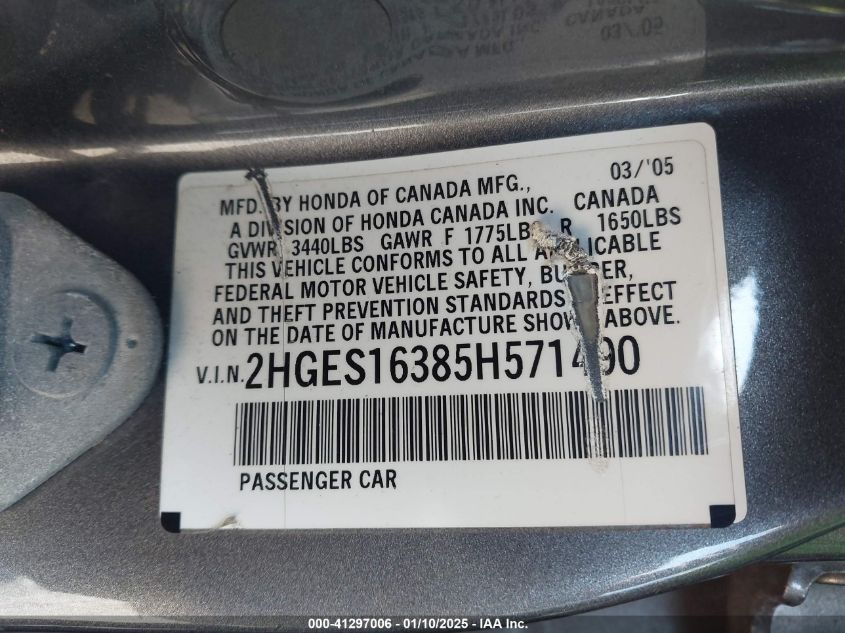 03/'05
MFD. BY HONDA OF CANADA MFG.,
A DIVISION OF HONDA CANADA INC. CANADA
GVWR 3440LBS GAWR F 1775LBS R 1650LBS
THIS VEHICLE CONFORMS TO ALL APPLICABLE
FEDERAL MOTOR VEHICLE SAFETY, BUMPER,
AND THEFT PREVENTION STANDARDS IN EFFECT
ON THE DATE OF MANUFACTURE SHOWN ABOVE.
V.I.N. 2HGES16385H571490
PASSENGER CAR
000-41297006 - 01/10/2025 - IAA Inc.